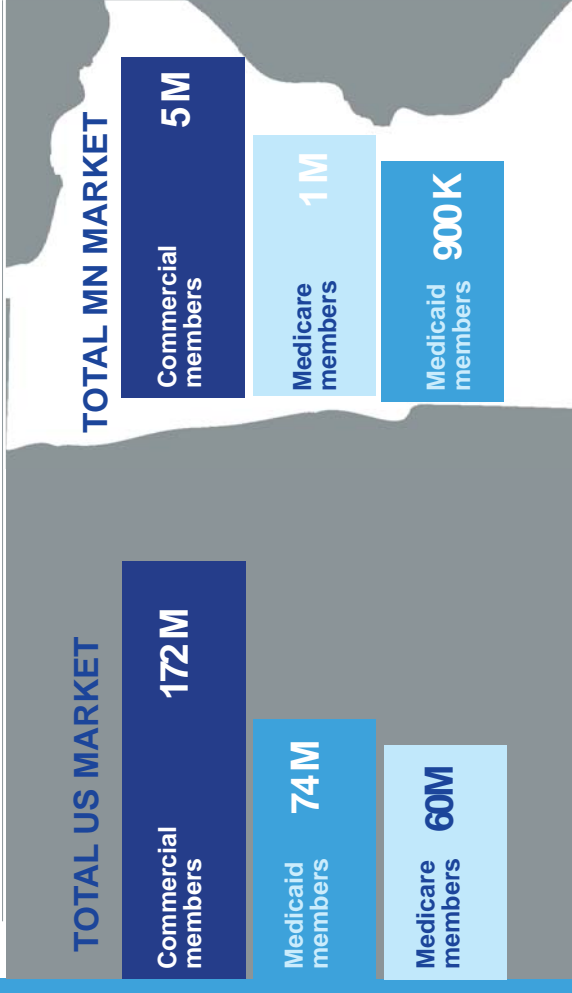 TOTAL US MARKET
Commercial
members
172 M
Medicaid
members
74 M
Medicare
members
60M
TOTAL MN MARKET
Commercial
members
5 M
Medicare
members
1 M
Medicaid
members
900 K